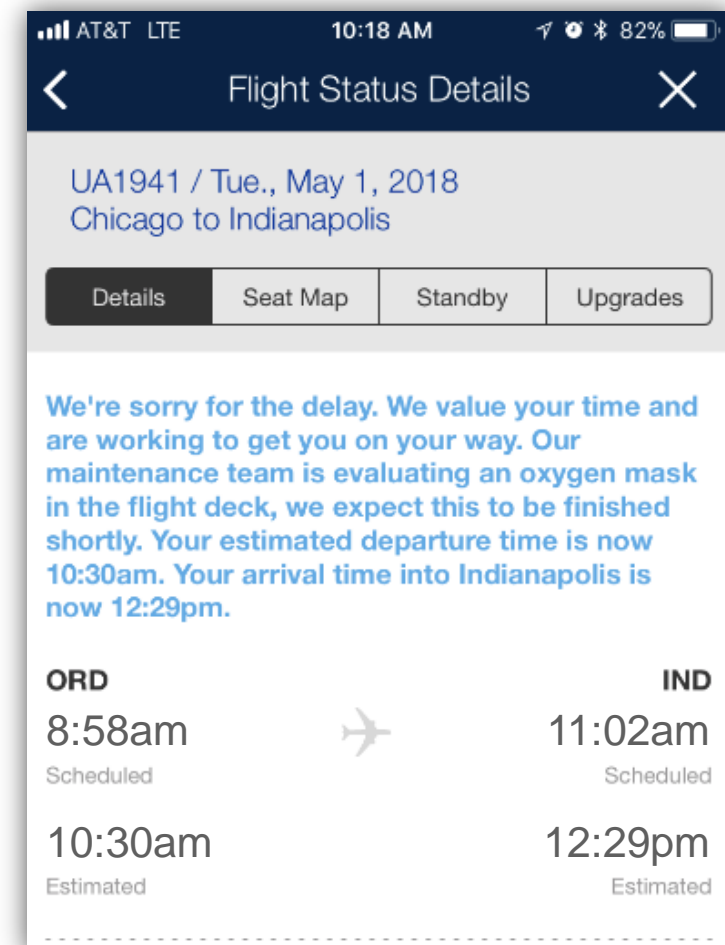 AT&T LTE 10:18 AM 82%
Flight Status Details
UA1941 / Tue., May 1, 2018
Chicago to Indianapolis
Details Seat Map Standby Upgrades
We're sorry for the delay. We value your time and
are working to get you on your way. Our
maintenance team is evaluating an oxygen mask
in the flight deck, we expect this to be finished
shortly. Your estimated departure time is now
10:30am. Your arrival time into Indianapolis is
now 12:29pm.
ORD IND
8:58am 11:02am
Scheduled Scheduled
10:30am 12:29pm
Estimated Estimated